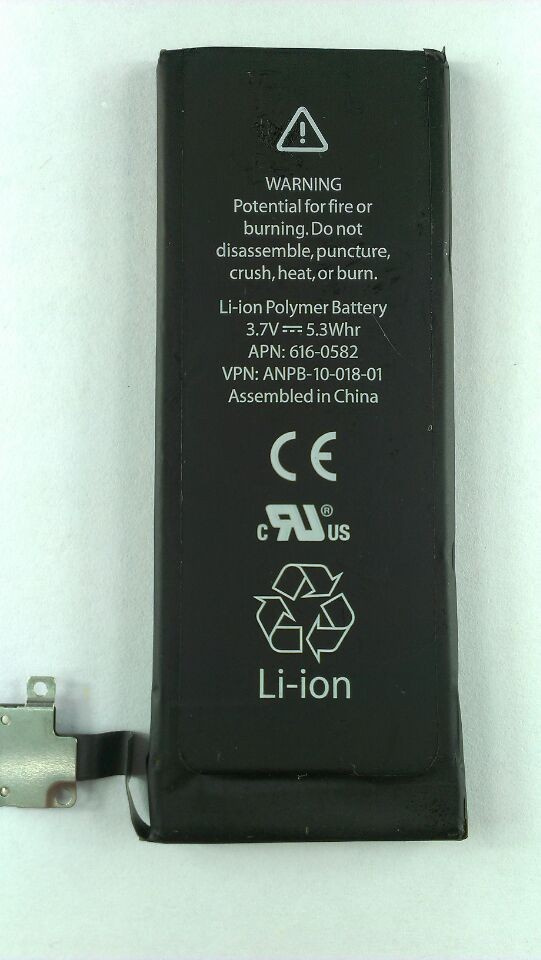 WARNING
Potential for fire or
burning. Do not
disassemble, puncture,
crush, heat, or burn.
Li-ion Polymer Battery
3.7V ⎓ 5.3Whr
APN: 616-0582
VPN: ANPB-10-018-01
Assembled in China
CE
c RU® US
Li-ion